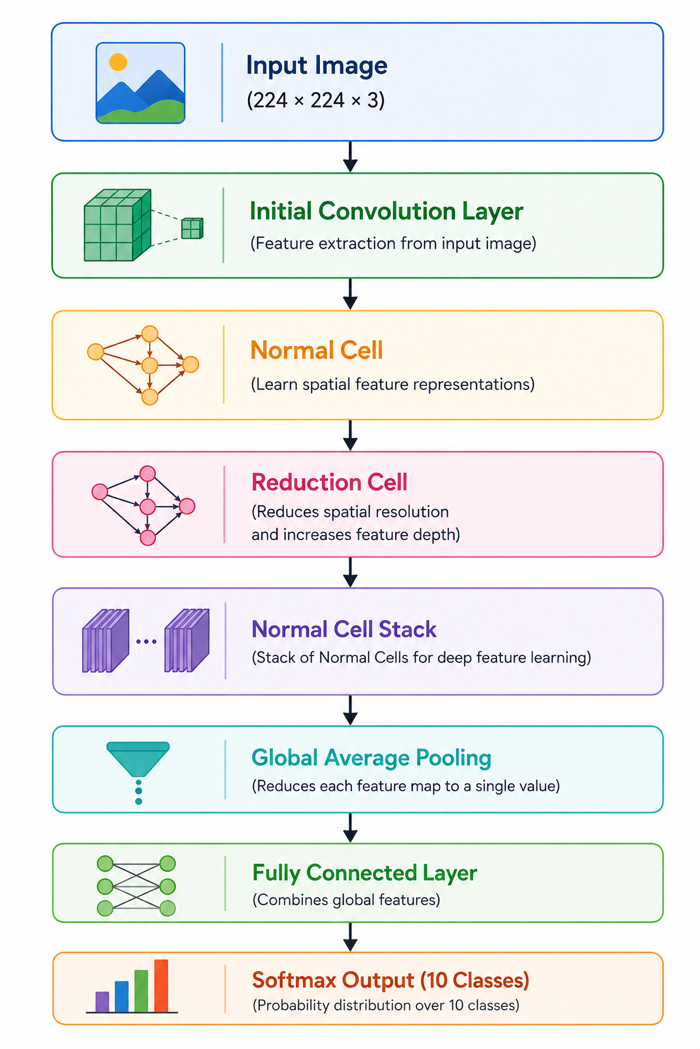 Input Image
(224 × 224 × 3)
Initial Convolution Layer
(Feature extraction from input image)
Normal Cell
(Learn spatial feature representations)
Reduction Cell
(Reduces spatial resolution
and increases feature depth)
Normal Cell Stack
(Stack of Normal Cells for deep feature learning)
Global Average Pooling
(Reduces each feature map to a single value)
Fully Connected Layer
(Combines global features)
Softmax Output (10 Classes)
(Probability distribution over 10 classes)